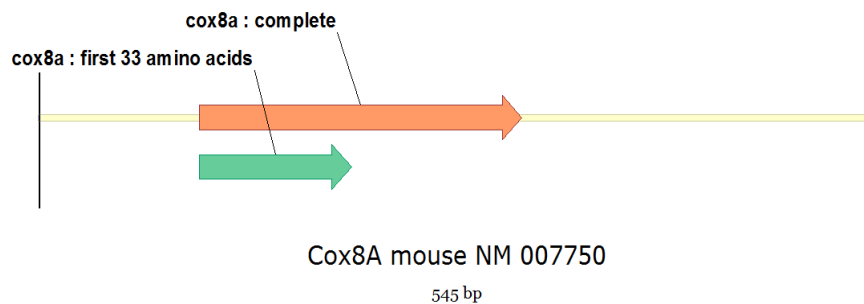 cox8a : complete
cox8a : first 33 amino acids
Cox8A mouse NM 007750
545 bp